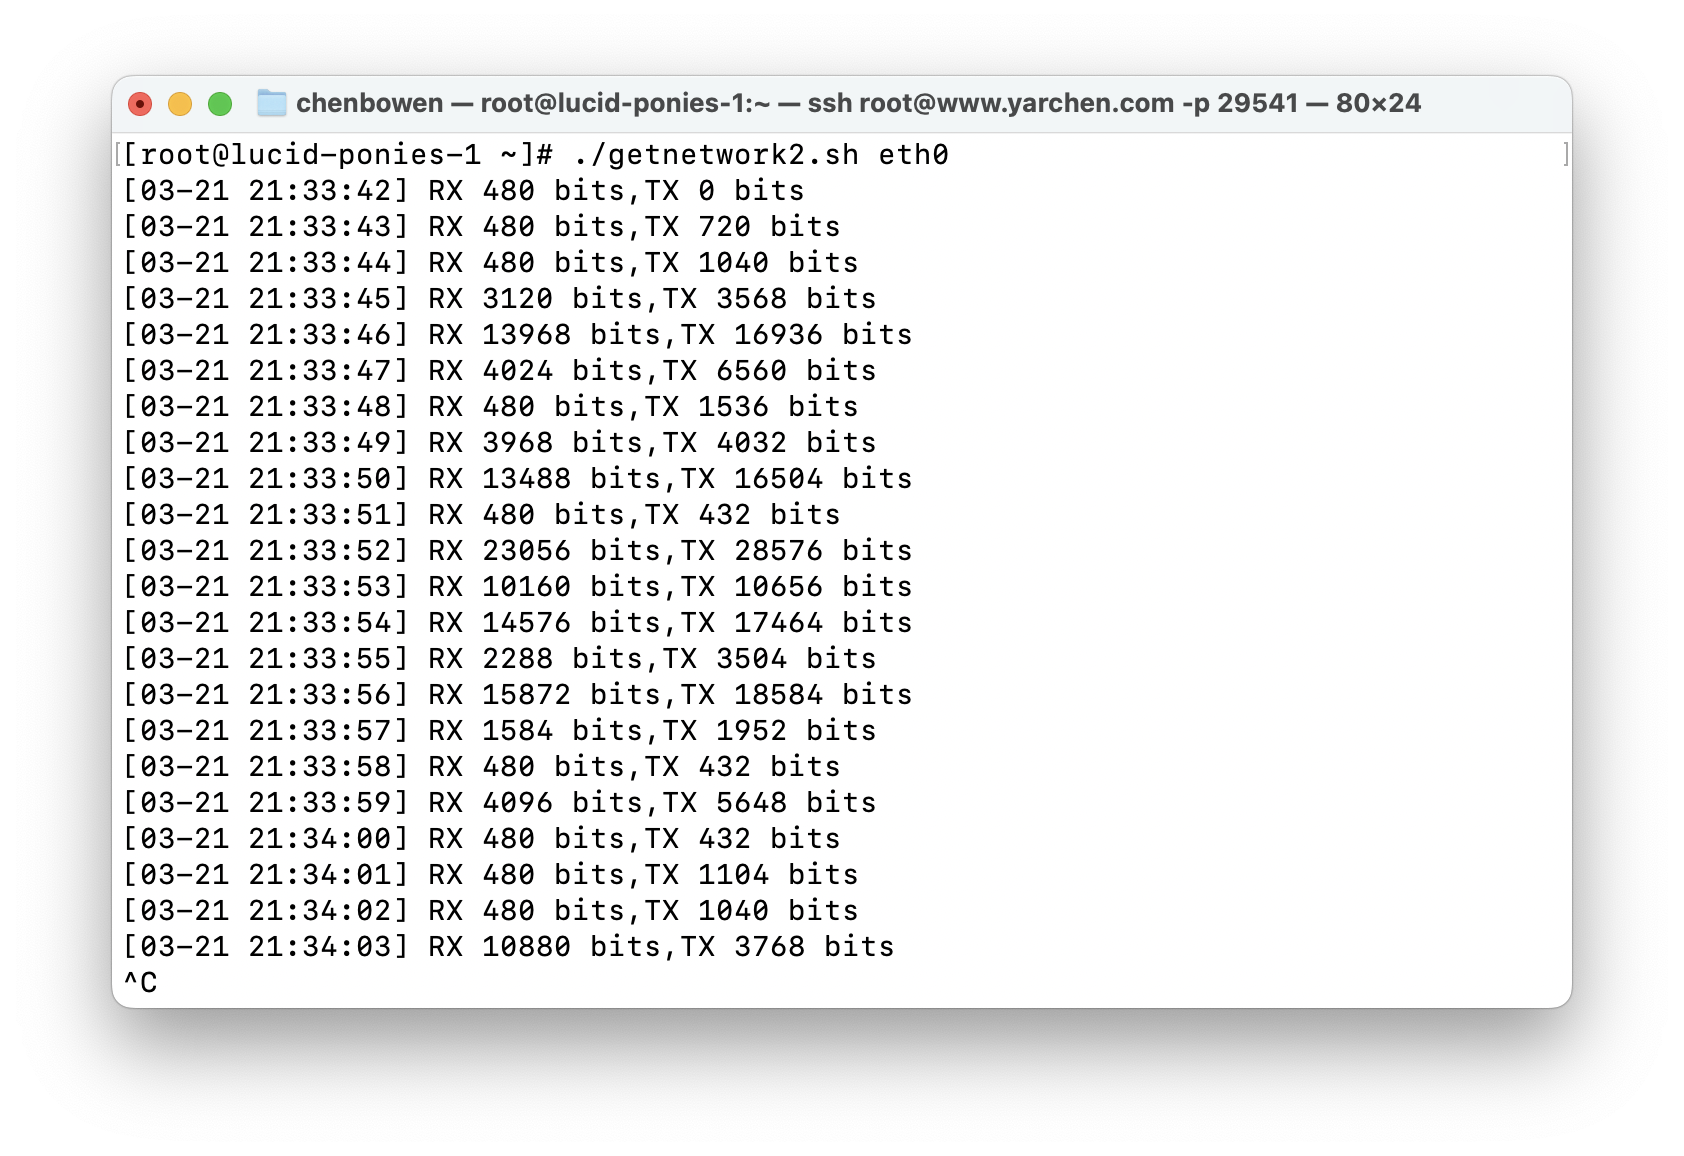 chenbowen — root@lucid-ponies-1:~ — ssh root@www.yarchen.com -p 29541 — 80×24
[root@lucid-ponies-1 ~]# ./getnetwork2.sh eth0
[03-21 21:33:42] RX 480 bits,TX 0 bits
[03-21 21:33:43] RX 480 bits,TX 720 bits
[03-21 21:33:44] RX 480 bits,TX 1040 bits
[03-21 21:33:45] RX 3120 bits,TX 3568 bits
[03-21 21:33:46] RX 13968 bits,TX 16936 bits
[03-21 21:33:47] RX 4024 bits,TX 6560 bits
[03-21 21:33:48] RX 480 bits,TX 1536 bits
[03-21 21:33:49] RX 3968 bits,TX 4032 bits
[03-21 21:33:50] RX 13488 bits,TX 16504 bits
[03-21 21:33:51] RX 480 bits,TX 432 bits
[03-21 21:33:52] RX 23056 bits,TX 28576 bits
[03-21 21:33:53] RX 10160 bits,TX 10656 bits
[03-21 21:33:54] RX 14576 bits,TX 17464 bits
[03-21 21:33:55] RX 2288 bits,TX 3504 bits
[03-21 21:33:56] RX 15872 bits,TX 18584 bits
[03-21 21:33:57] RX 1584 bits,TX 1952 bits
[03-21 21:33:58] RX 480 bits,TX 432 bits
[03-21 21:33:59] RX 4096 bits,TX 5648 bits
[03-21 21:34:00] RX 480 bits,TX 432 bits
[03-21 21:34:01] RX 480 bits,TX 1104 bits
[03-21 21:34:02] RX 480 bits,TX 1040 bits
[03-21 21:34:03] RX 10880 bits,TX 3768 bits
^C